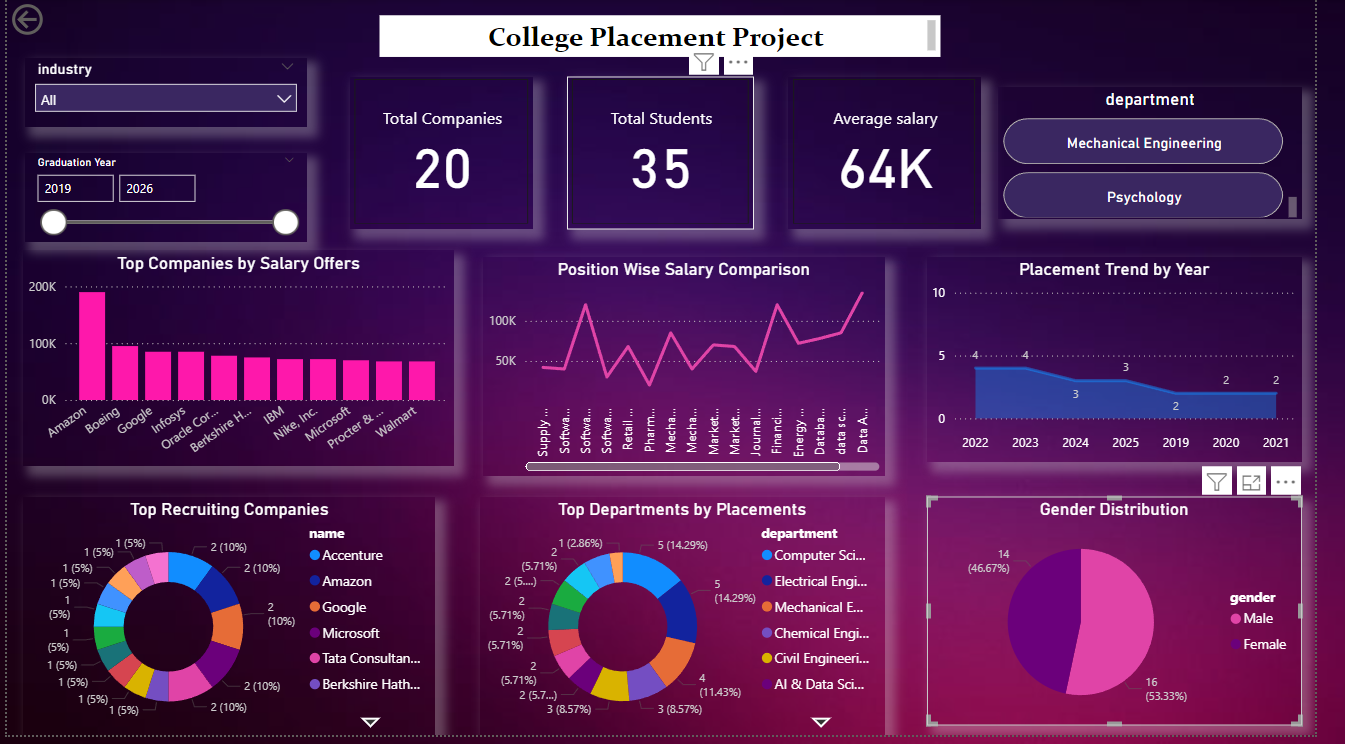 College Placement Project
industry
All
Graduation Year
2019
2026
Total Companies
20
Total Students
35
Average salary
64K
department
Mechanical Engineering
Psychology
Top Companies by Salary Offers
200K
100K
0K
Amazon
Boeing
Google
Infosys
Oracle Cor...
Berkshire H...
IBM
Nike, Inc.
Microsoft
Procter & ...
Walmart
Position Wise Salary Comparison
100K
50K
Supply ...
Softwa...
Softwa...
Softwa...
Retail ...
Pharm...
Mecha...
Mecha...
Market...
Market...
Journal...
Financi...
Energy ...
Databa...
data sc...
Data A...
Placement Trend by Year
10
5
0
4
4
3
3
2
2
2
2022
2023
2024
2025
2019
2020
2021
Top Recruiting Companies
2 (10%)
2 (10%)
2
(10%)
2 (10%)
2 (10%)
1 (5%)
1 (5%)
1 (5%)
1 (5%)
1
(5%)
1
(5%)
1 (5%)
1 (5%)
1 (5%)
1 (5%)
name
Accenture
Amazon
Google
Microsoft
Tata Consultan...
Berkshire Hath...
Top Departments by Placements
5 (14.29%)
5
(14.29%)
4
(11.43%)
3 (8.57%)
3 (8.57%)
2 (5.7...)
2
(5.71%)
2
(5.71%)
2
(5.71%)
2 (5....)
2
(5.71%)
1 (2.86%)
department
Computer Sci...
Electrical Engi...
Mechanical E...
Chemical Engi...
Civil Engineeri...
AI & Data Sci...
Gender Distribution
14
(46.67%)
16
(53.33%)
gender
Male
Female